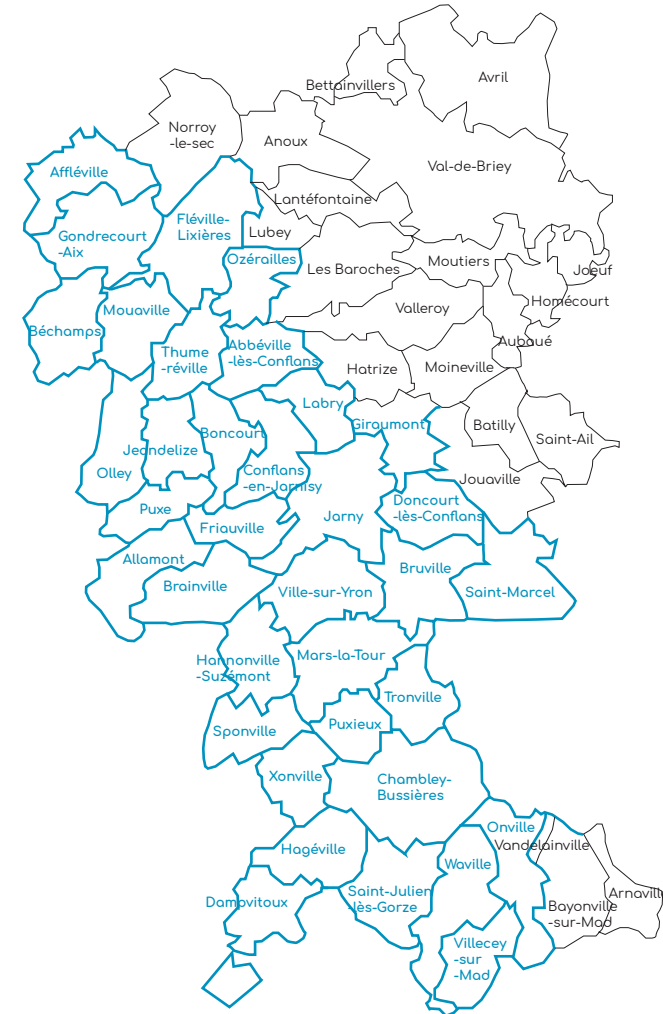 Avril
Bettainvillers
Norroy
-le-sec
Anoux
Val-de-Briey
Affléville
Lantéfontaine
Fléville-
Lixières
Lubey
Gondrecourt
-Aix
Ozérailles
Les Baroches
Moutiers
Joeuf
Homécourt
Mouaville
Valleroy
Béchamps
Aubaué
Thume
-réville
Abbéville
-lès-Conflans
Hatrize
Moineville
Labry
Giraumont
Batilly
Saint-Ail
Boncourt
Jeandelize
Olley
Conflans
-en-Jarnisy
Jouaville
Doncourt
-lès-Conflans
Puxe
Jarny
Friauville
Allamont
Bruville
Brainville
Ville-sur-Yron
Saint-Marcel
Hannonville
-Suzémont
Mars-la-Tour
Tronville
Sponville
Puxieux
Xonville
Chambley-
Bussières
Onville
Vandelainville
Hagéville
Waville
Saint-Julien
-lès-Gorze
Arnaville
Dampvitoux
Bayonville
-sur-Mad
Villecey
-sur
-Mad